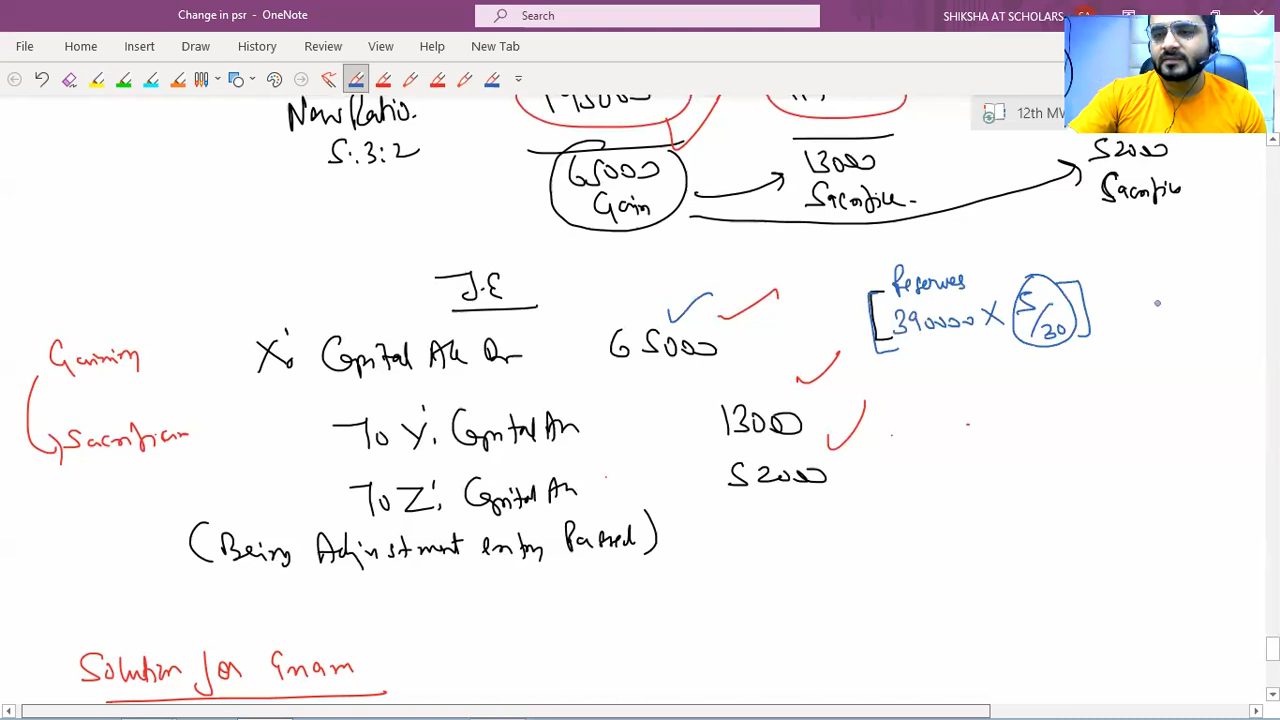 Change in psr - OneNote
Search
SHIKSHA AT SCHOLARS
File Home Insert Draw History Review View Help New Tab
12th
New Ratio.
5:3:2
195000
65000
Gain
13000
Sacrifice.
52000
Sacrifice
J.E
Reserves
[390000 X 5/30]
Gaining
X's Capital A/c Dr
65000
Sacrificing
To Y's Capital A/c
13000
To Z's Capital A/c
52000
(Being Adjustment entry Passed)
Solution for Exam